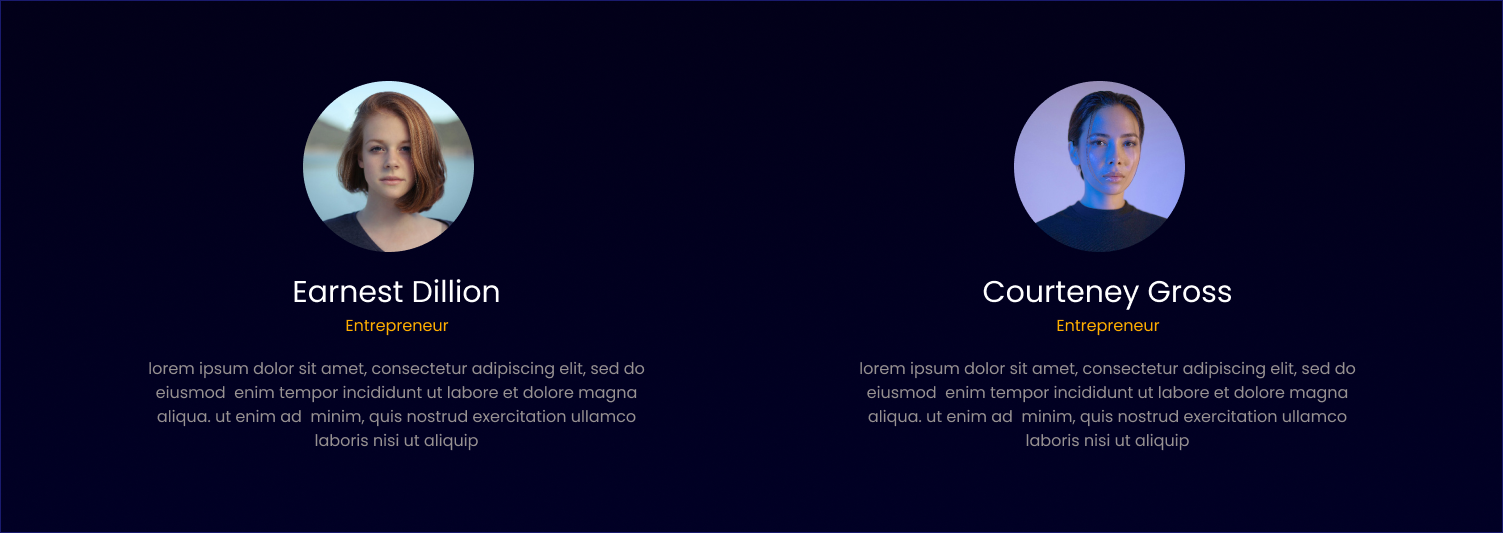 Earnest Dillion
Entrepreneur
lorem ipsum dolor sit amet, consectetur adipiscing elit, sed do
eiusmod  enim tempor incididunt ut labore et dolore magna
aliqua. ut enim ad  minim, quis nostrud exercitation ullamco
laboris nisi ut aliquip
Courteney Gross
Entrepreneur
lorem ipsum dolor sit amet, consectetur adipiscing elit, sed do
eiusmod  enim tempor incididunt ut labore et dolore magna
aliqua. ut enim ad  minim, quis nostrud exercitation ullamco
laboris nisi ut aliquip